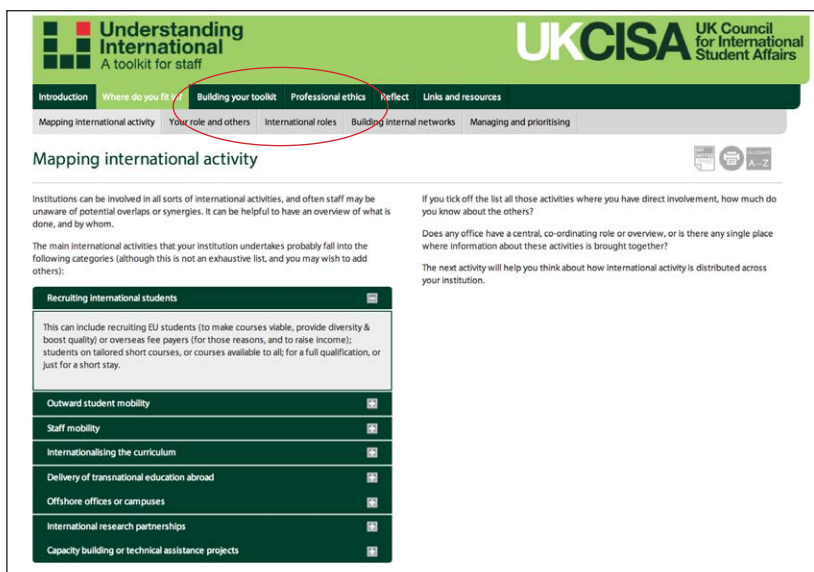 Understanding
International
A toolkit for staff
UKCISA
UK Council
for International
Student Affairs
Introduction Where do you fit in? Building your toolkit Professional ethics Reflect Links and resources
Mapping international activity Your role and others International roles Building internal networks Managing and prioritising
Mapping international activity
MY NOTES
GLOSSARY
A–Z
Institutions can be involved in all sorts of international activities, and often staff may be
unaware of potential overlaps or synergies. It can be helpful to have an overview of what is
done, and by whom.
The main international activities that your institution undertakes probably fall into the
following categories (although this is not an exhaustive list, and you may wish to add
others):
Recruiting international students
This can include recruiting EU students (to make courses viable, provide diversity &
boost quality) or overseas fee payers (for those reasons, and to raise income);
students on tailored short courses, or courses available to all; for a full qualification, or
just for a short stay.
Outward student mobility
Staff mobility
Internationalising the curriculum
Delivery of transnational education abroad
Offshore offices or campuses
International research partnerships
Capacity building or technical assistance projects
If you tick off the list all those activities where you have direct involvement, how much do
you know about the others?
Does any office have a central, co-ordinating role or overview, or is there any single place
where information about these activities is brought together?
The next activity will help you think about how international activity is distributed across
your institution.